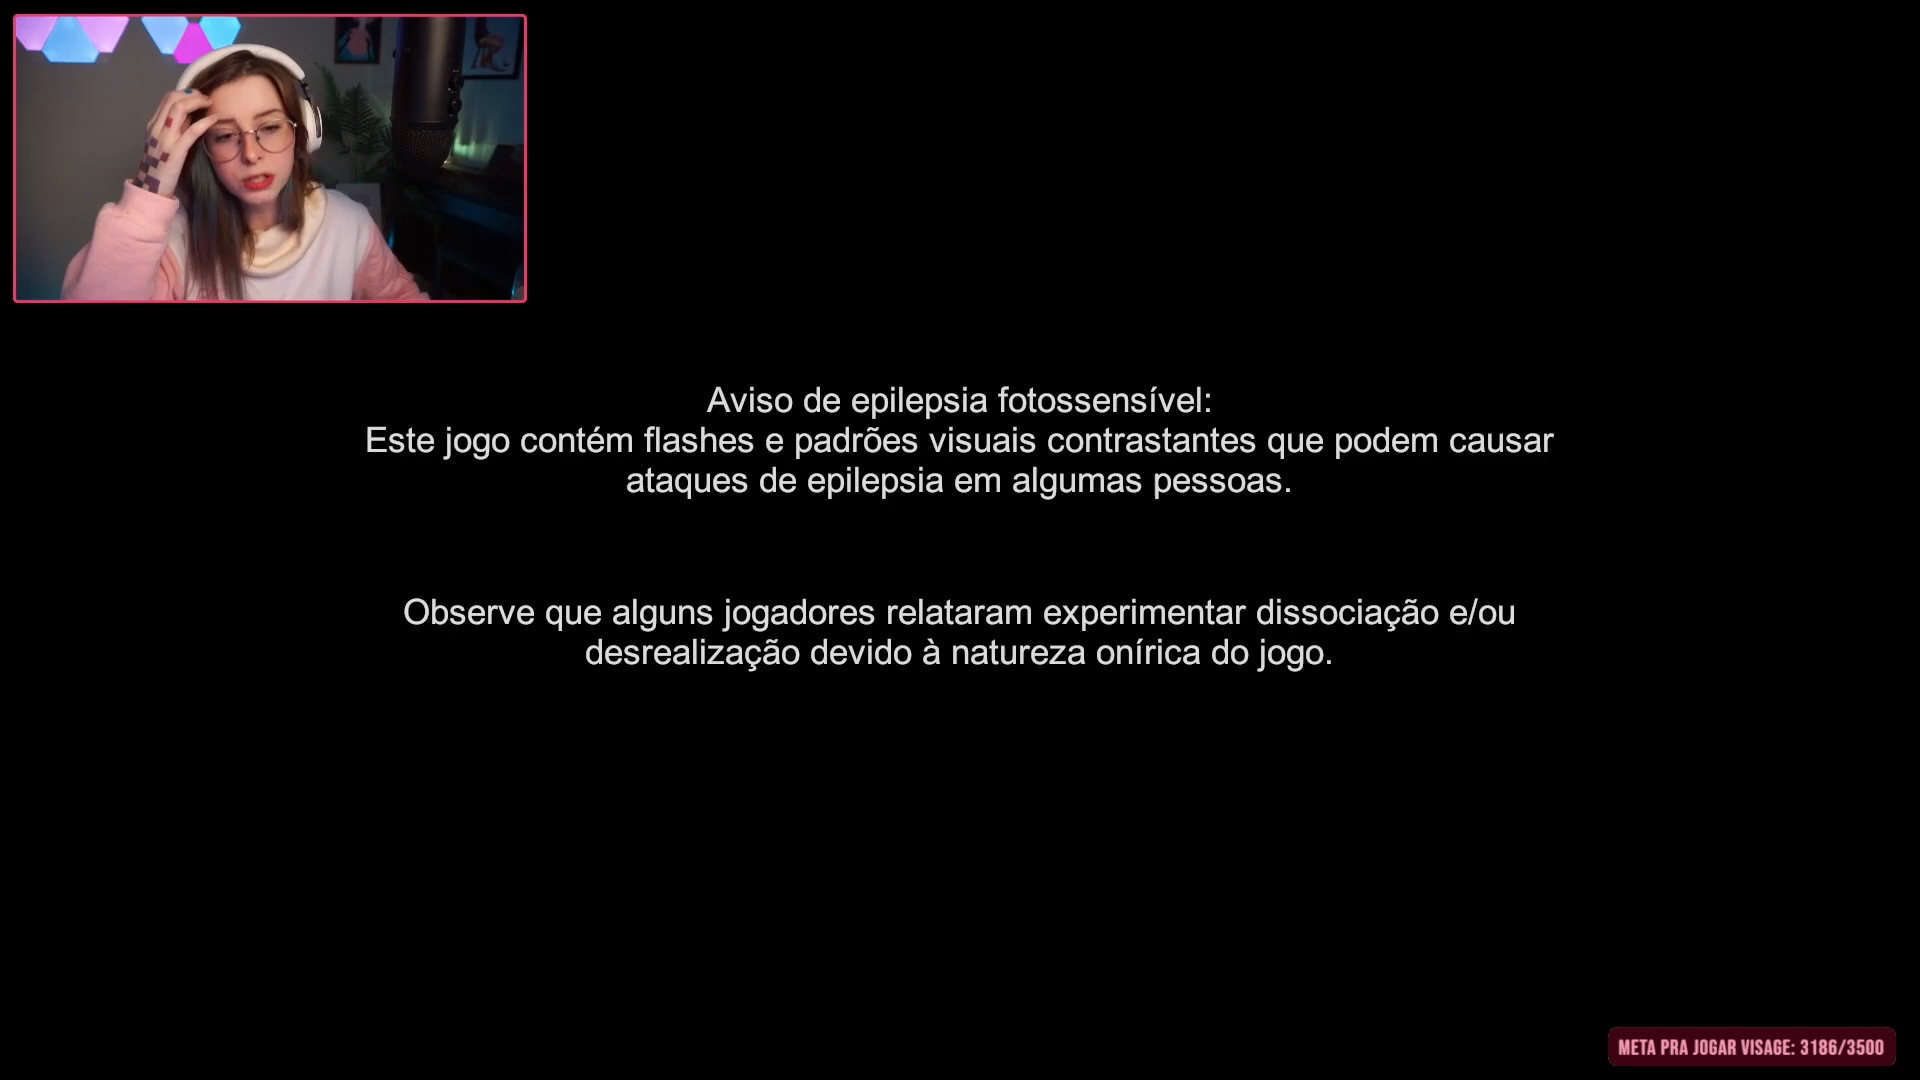 Aviso de epilepsia fotossensível:
Este jogo contém flashes e padrões visuais contrastantes que podem causar
ataques de epilepsia em algumas pessoas.
Observe que alguns jogadores relataram experimentar dissociação e/ou
desrealização devido à natureza onírica do jogo.
META PRA JOGAR VISAGE: 3186/3500